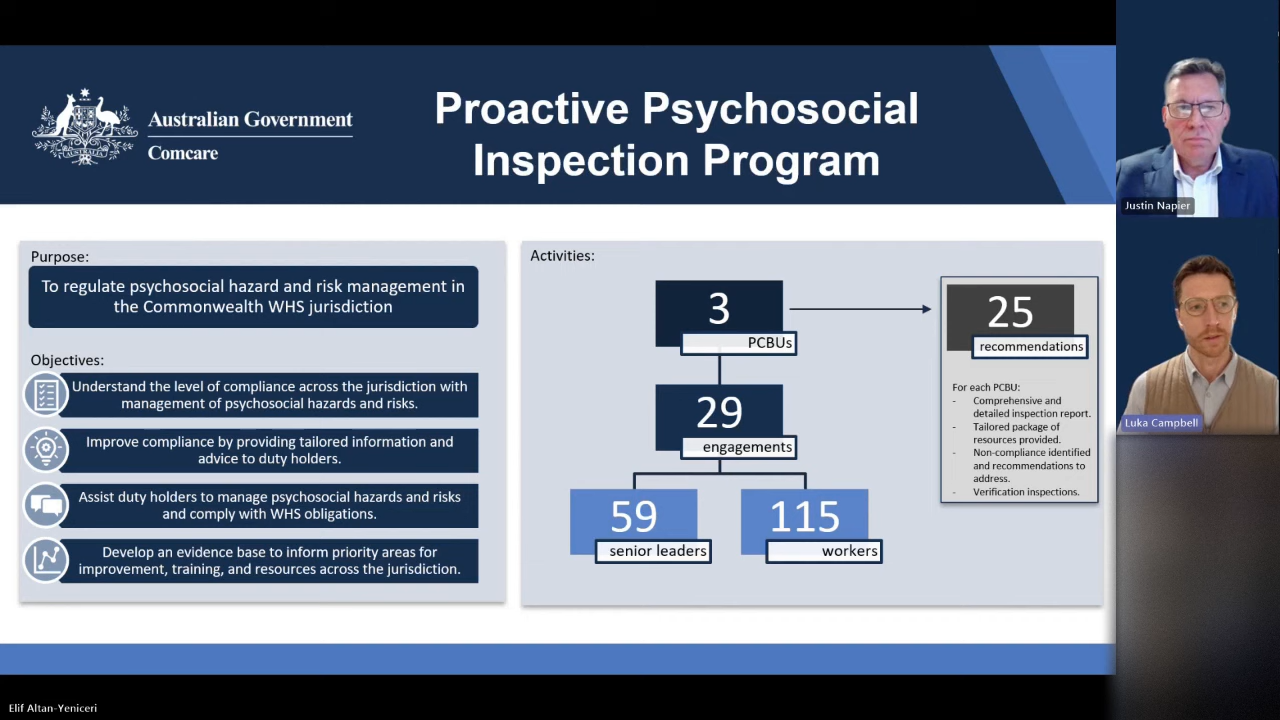 Australian Government
Comcare
Proactive Psychosocial
Inspection Program
Purpose:
To regulate psychosocial hazard and risk management in
the Commonwealth WHS jurisdiction
Objectives:
Understand the level of compliance across the jurisdiction with
management of psychosocial hazards and risks.
Improve compliance by providing tailored information and
advice to duty holders.
Assist duty holders to manage psychosocial hazards and risks
and comply with WHS obligations.
Develop an evidence base to inform priority areas for
improvement, training, and resources across the jurisdiction.
Activities:
3
PCBUs
29
engagements
59
senior leaders
115
workers
25
recommendations
For each PCBU:
- Comprehensive and
detailed inspection report.
- Tailored package of
resources provided.
- Non-compliance identified
and recommendations to
address.
- Verification inspections.
Justin Napier
Luka Campbell
Elif Altan-Yeniceri